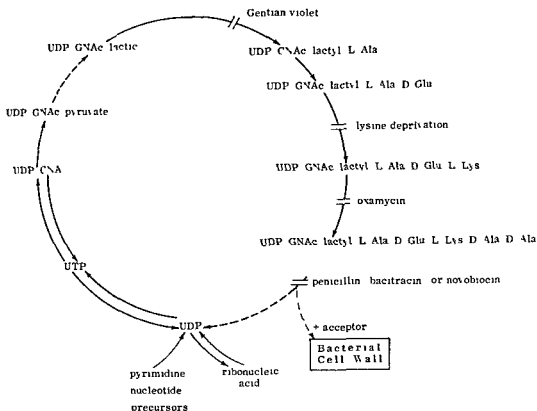 Gentian violet
UDP GNAc lactic
UDP GNAc lactyl L Ala
UDP GNAc lactyl L Ala D Glu
UDP GNAc pyruvate
lysine deprivation
UDP GNA
UDP GNAc lactyl L Ala D Glu L Lys
oxamycin
UDP GNAc lactyl L Ala D Glu L Lys D Ala D Ala
UTP
penicillin bacitracin or novobiocin
UDP
+ acceptor
Bacterial
Cell Wall
pyrimidine
nucleotide
precursors
ribonucleic
acid